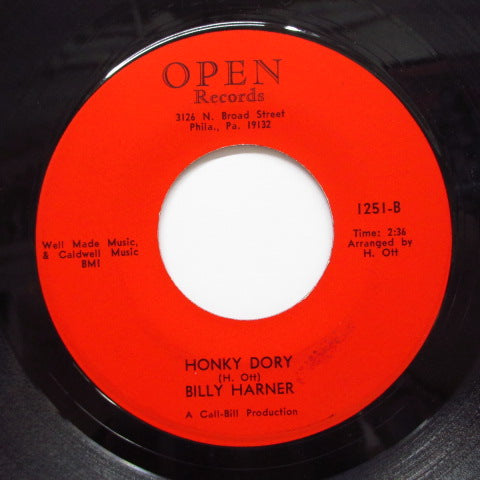 OPEN
Records
3126 N. Broad Street
Phila., Pa. 19132
1251-B
Well Made Music,
& Caldwell Music
BMI
Time: 2:36
Arranged by
H. Ott
HONKY DORY
(H. Ott)
BILLY HARNER
A Call-Bill Production